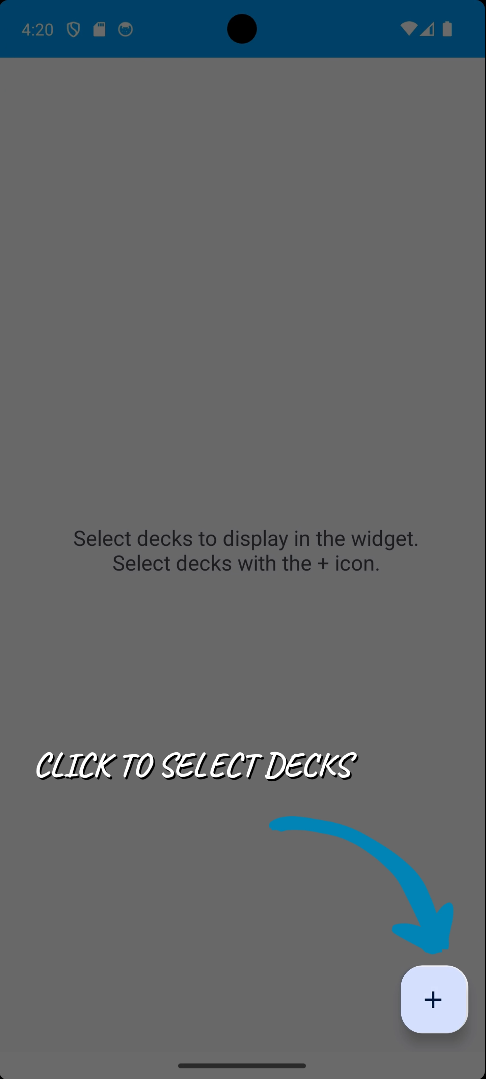 4:20
Select decks to display in the widget.
Select decks with the + icon.
CLICK TO SELECT DECKS
+